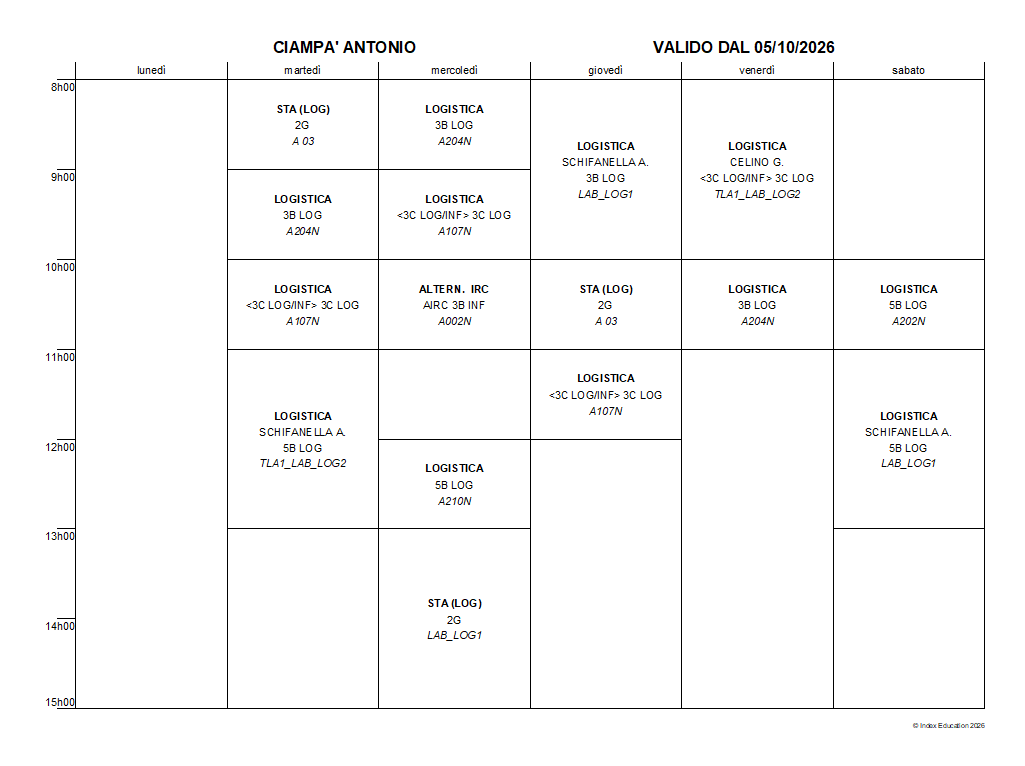 CIAMPA' ANTONIO
VALIDO DAL 05/10/2026
lunedì martedì mercoledì giovedì venerdì sabato
8h00
9h00
10h00
11h00
12h00
13h00
14h00
15h00
STA (LOG)
2G
A 03
LOGISTICA
3B LOG
A204N
LOGISTICA
<3C LOG/INF> 3C LOG
A107N
LOGISTICA
SCHIFANELLA A.
5B LOG
TLA1_LAB_LOG2
LOGISTICA
3B LOG
A204N
LOGISTICA
<3C LOG/INF> 3C LOG
A107N
ALTERN. IRC
AIRC 3B INF
A002N
LOGISTICA
5B LOG
A210N
STA (LOG)
2G
LAB_LOG1
LOGISTICA
SCHIFANELLA A.
3B LOG
LAB_LOG1
STA (LOG)
2G
A 03
LOGISTICA
<3C LOG/INF> 3C LOG
A107N
LOGISTICA
CELINO G.
<3C LOG/INF> 3C LOG
TLA1_LAB_LOG2
LOGISTICA
3B LOG
A204N
LOGISTICA
5B LOG
A202N
LOGISTICA
SCHIFANELLA A.
5B LOG
LAB_LOG1
© Index Education 2026